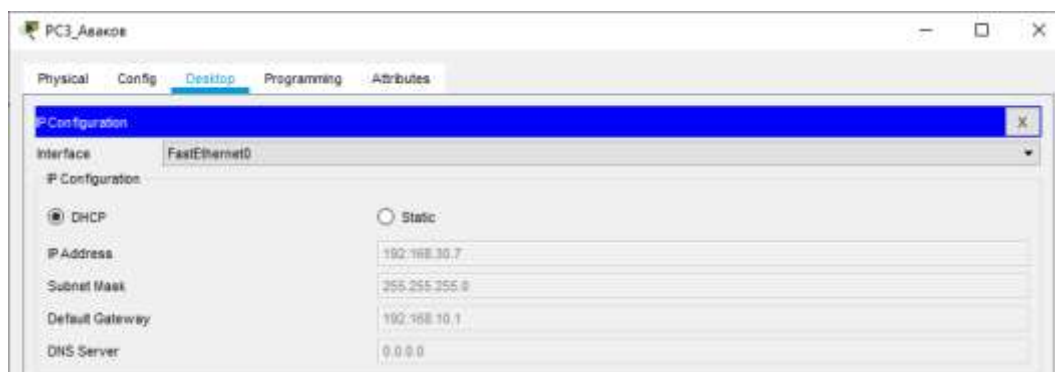 PC3_Аваков
Physical Config Desktop Programming Attributes
IP Configuration X
Interface FastEthernet0
IP Configuration
DHCP Static
IP Address 192.168.30.7
Subnet Mask 255.255.255.0
Default Gateway 192.168.10.1
DNS Server 0.0.0.0